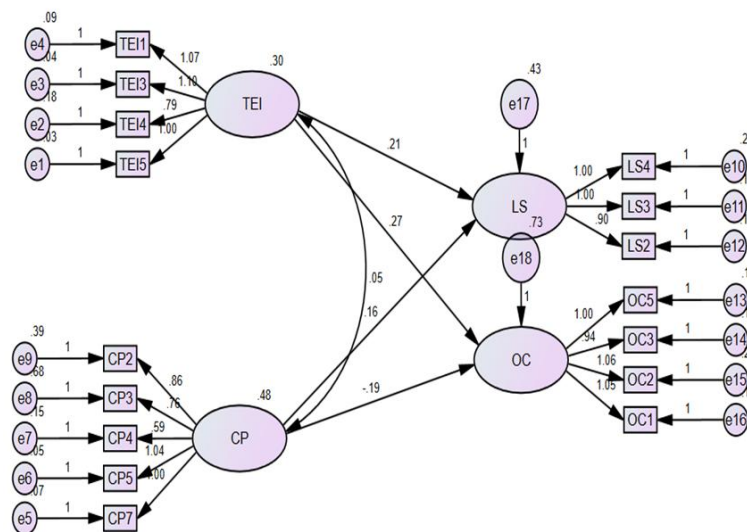 .09
e4 1 TEI1
.04
e3 1 TEI3
.18
e2 1 TEI4
.03
e1 1 TEI5
1.07
1.10
.79
1.00
.30
TEI
.21
.27
.05
.16
-.19
.43
e17
1
LS
.73
e18
1
OC
1.00
1.00
.90
LS4 1 e10
LS3 1 e11
LS2 1 e12
1.00
.94
1.06
1.05
OC5 1 e13
OC3 1 e14
OC2 1 e15
OC1 1 e16
.39
e9 1 CP2
.68
e8 1 CP3
.15
e7 1 CP4
.05
e6 1 CP5
.07
e5 1 CP7
.86
.76
.59
1.04
1.00
.48
CP